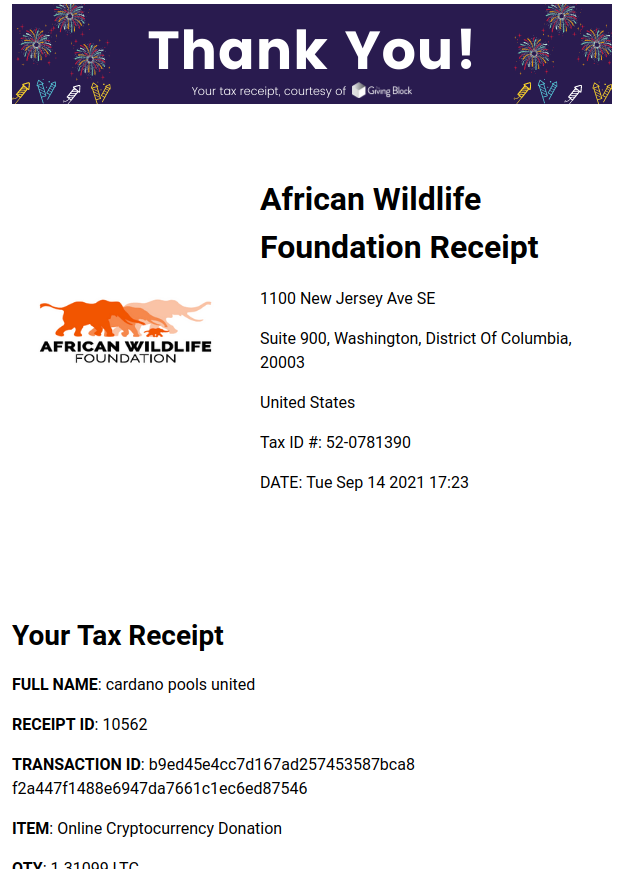 Thank You!
Your tax receipt, courtesy of Giving Block
African Wildlife
Foundation Receipt
1100 New Jersey Ave SE
AFRICAN WILDLIFE
FOUNDATION
Suite 900, Washington, District Of Columbia,
20003
United States
Tax ID #: 52-0781390
DATE: Tue Sep 14 2021 17:23
Your Tax Receipt
FULL NAME: cardano pools united
RECEIPT ID: 10562
TRANSACTION ID: b9ed45e4cc7d167ad257453587bca8
f2a447f1488e6947da7661c1ec6ed87546
ITEM: Online Cryptocurrency Donation
QTY: 1.31099 LTC